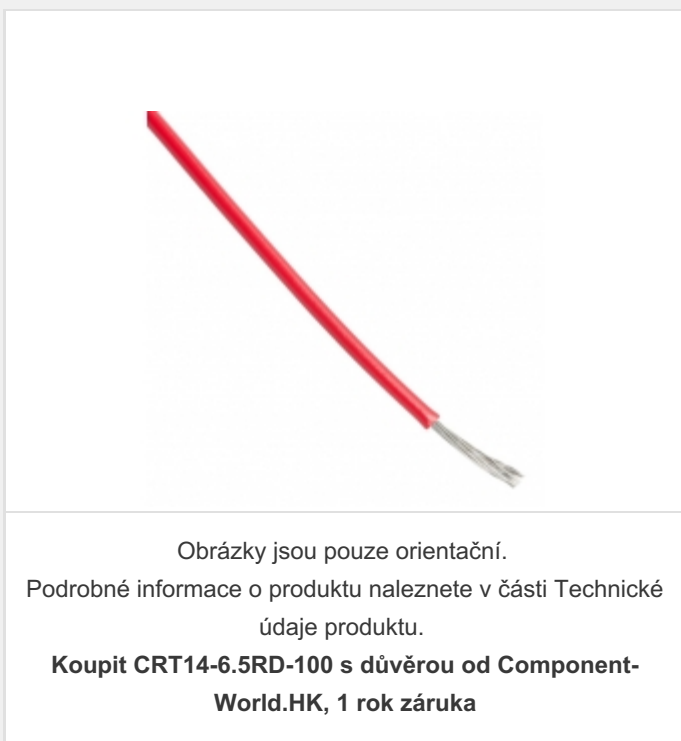 Obrázky jsou pouze orientační.
Podrobné informace o produktu naleznete v části Technické
údaje produktu.
Koupit CRT14-6.5RD-100 s důvěrou od Component-
World.HK, 1 rok záruka